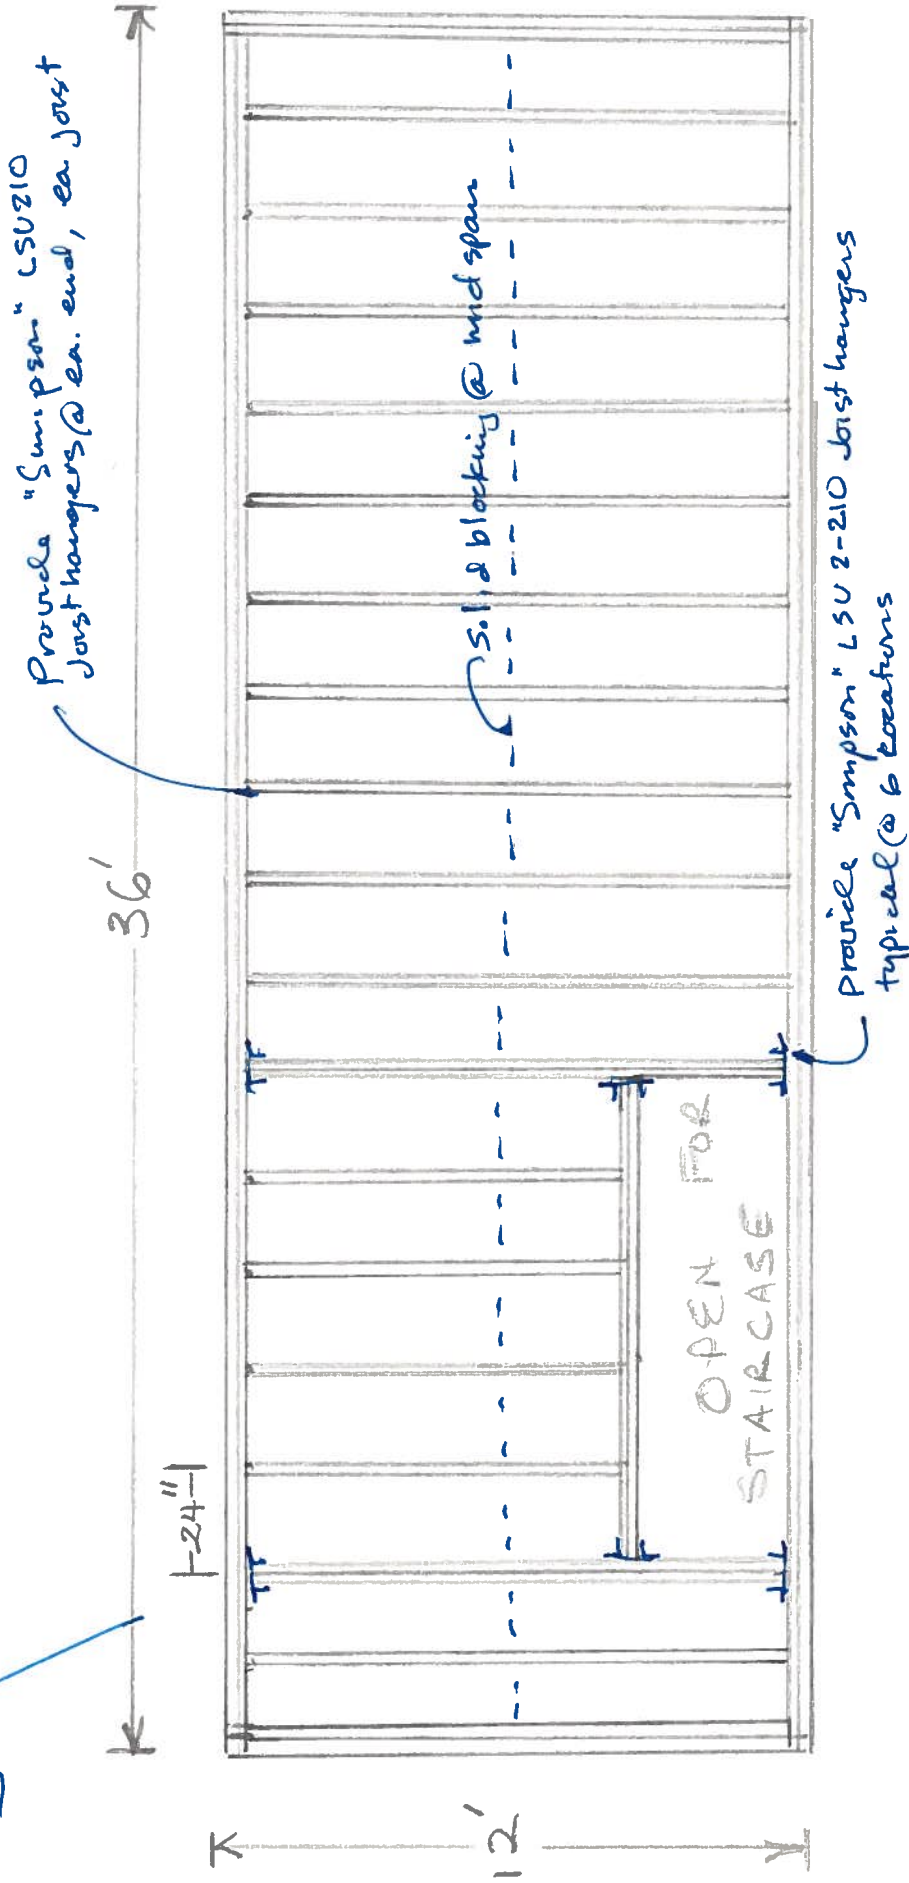 Provide "Simpson" LSU210
Joist hangers @ ea. end, ea. joist
36'
Solid blocking @ mid span
24"
OPEN FOR
STAIRCASE
12'
Provide "Simpson" LSU 2-210 Joist hangers
typical @ 6 locations